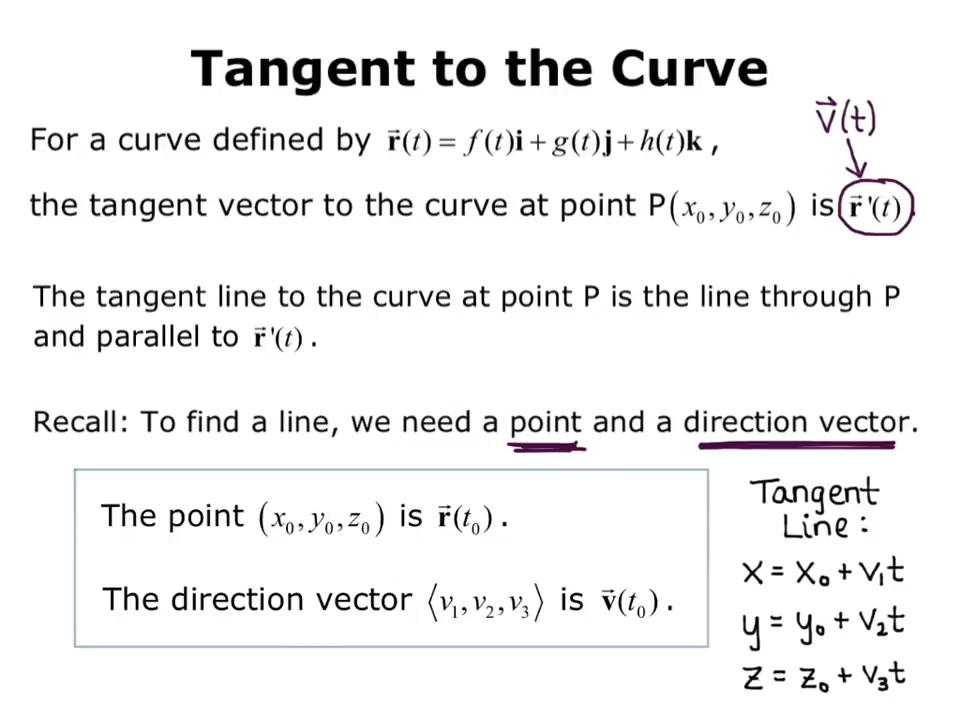 Tangent to the Curve
v⃗(t)
For a curve defined by r⃗(t) = f(t)i + g(t)j + h(t)k ,
the tangent vector to the curve at point P(x₀, y₀, z₀) is r⃗'(t).
The tangent line to the curve at point P is the line through P
and parallel to r⃗'(t) .
Recall: To find a line, we need a point and a direction vector.
The point (x₀, y₀, z₀) is r⃗(t₀) .
The direction vector ⟨v₁, v₂, v₃⟩ is v⃗(t₀) .
Tangent
Line :
x = x₀ + v₁t
y = y₀ + v₂t
z = z₀ + v₃t